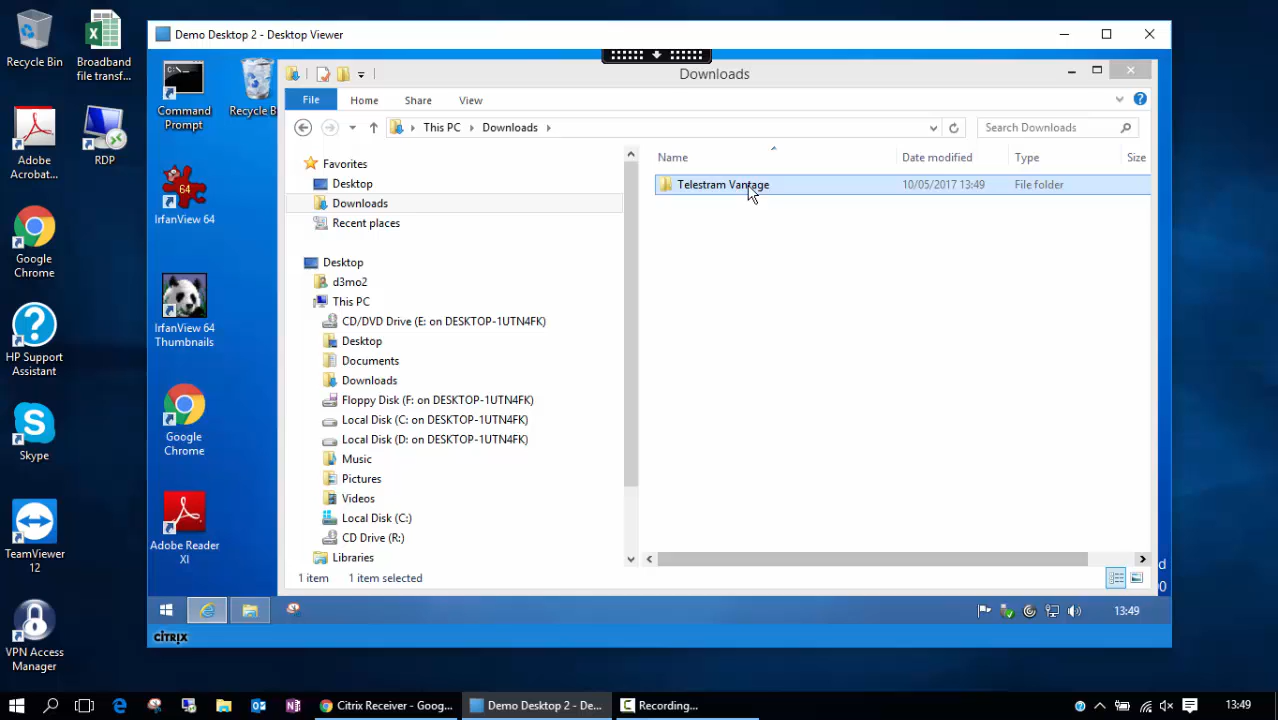 Demo Desktop 2 - Desktop Viewer
Recycle Bin
Broadband
file transf...
Adobe
Acrobat...
RDP
Google
Chrome
HP Support
Assistant
Skype
TeamViewer
12
VPN Access
Manager
Command
Prompt
Recycle B
IrfanView 64
64
IrfanView 64
Thumbnails
Google
Chrome
Adobe Reader
XI
Downloads
File
Home
Share
View
This PC
Downloads
Search Downloads
Favorites
Desktop
Downloads
Recent places
Desktop
d3mo2
This PC
CD/DVD Drive (E: on DESKTOP-1UTN4FK)
Desktop
Documents
Downloads
Floppy Disk (F: on DESKTOP-1UTN4FK)
Local Disk (C: on DESKTOP-1UTN4FK)
Local Disk (D: on DESKTOP-1UTN4FK)
Music
Pictures
Videos
Local Disk (C:)
CD Drive (R:)
Libraries
Name
Date modified
Type
Size
Telestram Vantage
10/05/2017 13:49
File folder
1 item
1 item selected
d
00
13:49
CİTRIX
Citrix Receiver - Goog...
Demo Desktop 2 - De...
Recording...
13:49